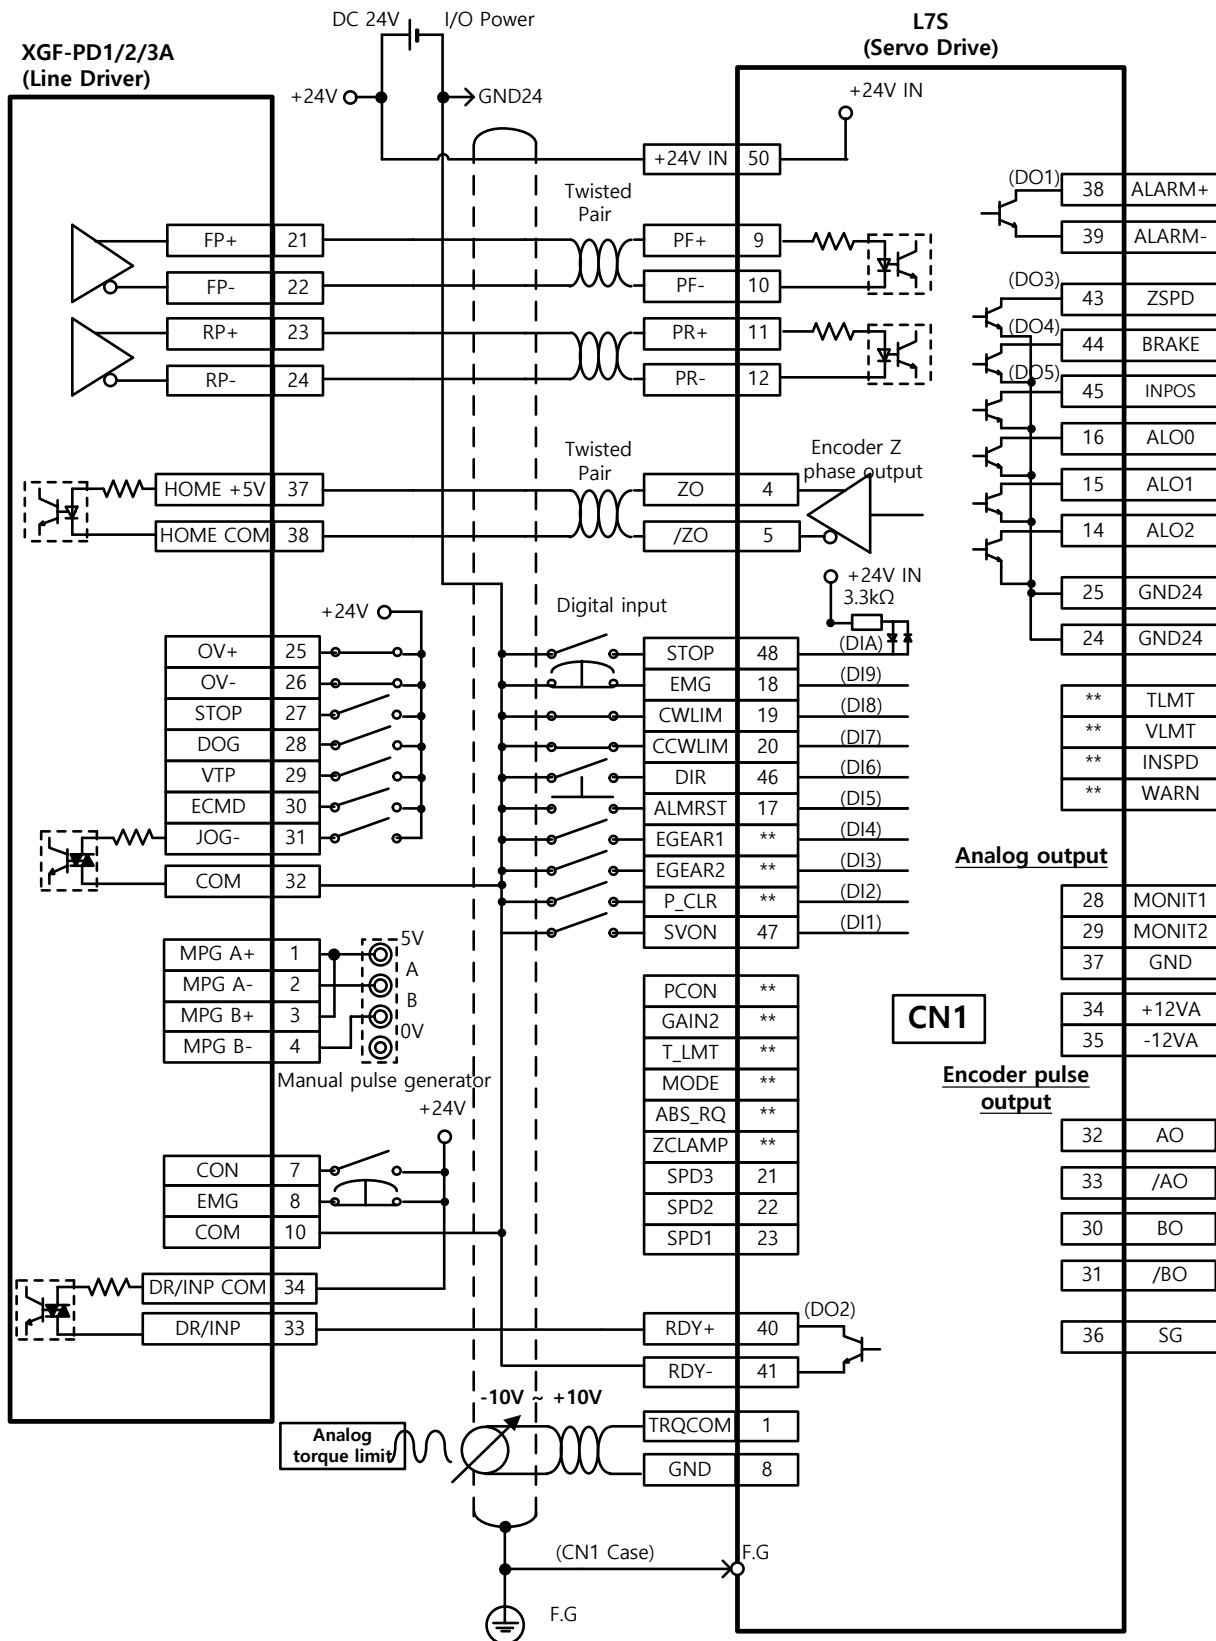 DC 24V
I/O Power
XGF-PD1/2/3A
(Line Driver)
L7S
(Servo Drive)
+24V
GND24
+24V IN
+24V IN 50
Twisted
Pair
FP+ 21
FP- 22
RP+ 23
RP- 24
PF+ 9
PF- 10
PR+ 11
PR- 12
HOME +5V 37
HOME COM 38
Twisted
Pair
ZO 4
/ZO 5
Encoder Z
phase output
+24V IN
3.3kΩ
+24V
OV+ 25
OV- 26
STOP 27
DOG 28
VTP 29
ECMD 30
JOG- 31
COM 32
Digital input
STOP 48 (DIA)
EMG 18 (DI9)
CWLIM 19 (DI8)
CCWLIM 20 (DI7)
DIR 46 (DI6)
ALMRST 17 (DI5)
EGEAR1 ** (DI4)
EGEAR2 ** (DI3)
P_CLR ** (DI2)
SVON 47 (DI1)
MPG A+ 1
MPG A- 2
MPG B+ 3
MPG B- 4
5V
A
B
0V
Manual pulse generator
+24V
PCON **
GAIN2 **
T_LMT **
MODE **
ABS_RQ **
ZCLAMP **
SPD3 21
SPD2 22
SPD1 23
CON 7
EMG 8
COM 10
DR/INP COM 34
DR/INP 33
RDY+ 40
RDY- 41
(DO2)
-10V ~ +10V
Analog
torque limit
TRQCOM 1
GND 8
(CN1 Case)
F.G
F.G
CN1
(DO1)
38 ALARM+
39 ALARM-
(DO3)
43 ZSPD
(DO4)
44 BRAKE
(DO5)
45 INPOS
16 ALO0
15 ALO1
14 ALO2
25 GND24
24 GND24
** TLMT
** VLMT
** INSPD
** WARN
Analog output
28 MONIT1
29 MONIT2
37 GND
34 +12VA
35 -12VA
Encoder pulse
output
32 AO
33 /AO
30 BO
31 /BO
36 SG